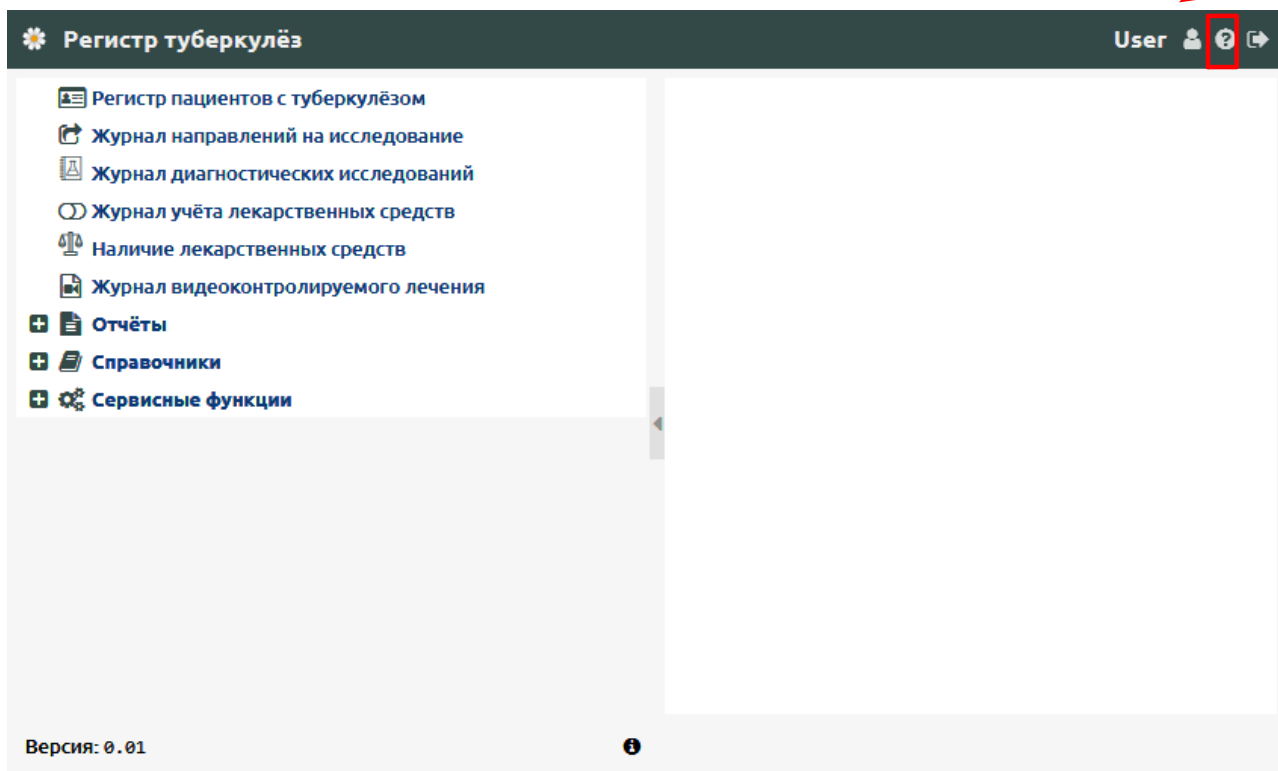 Регистр туберкулёз
User
Регистр пациентов с туберкулёзом
Журнал направлений на исследование
Журнал диагностических исследований
Журнал учёта лекарственных средств
Наличие лекарственных средств
Журнал видеоконтролируемого лечения
Отчёты
Справочники
Сервисные функции
Версия: 0.01